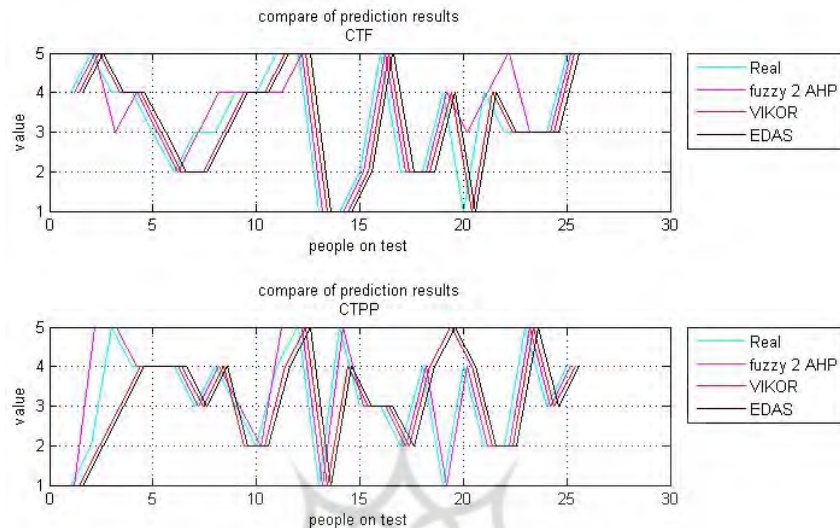 compare of prediction results
CTF
5
4
3
2
1
value
0
5
10
15
20
25
30
people on test
Real
fuzzy 2 AHP
VIKOR
EDAS
compare of prediction results
CTPP
5
4
3
2
1
value
0
5
10
15
20
25
30
people on test
Real
fuzzy 2 AHP
VIKOR
EDAS